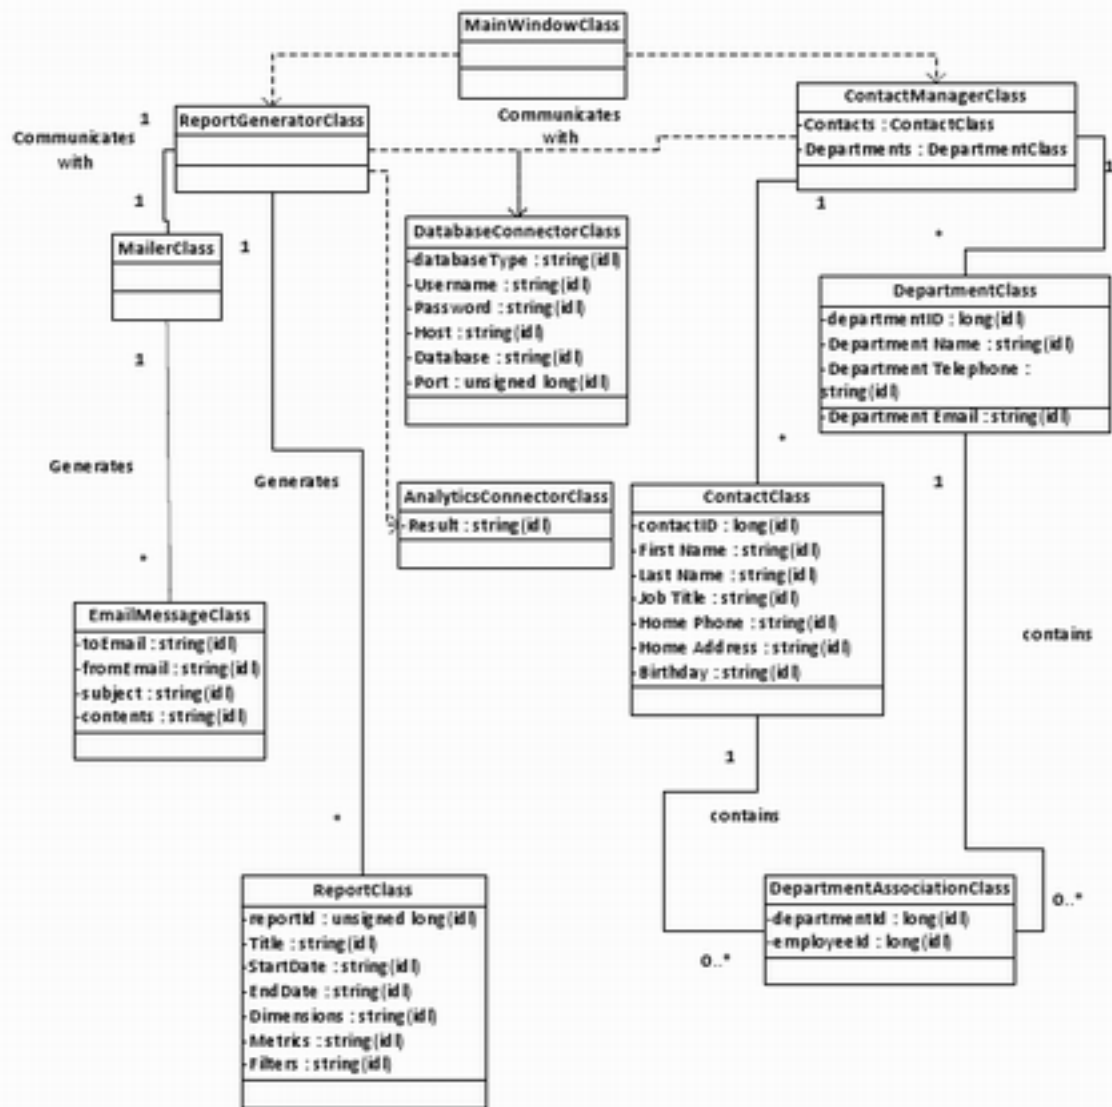 MainWindowClass
ContactManagerClass
-Contacts : ContactClass
-Departments : DepartmentClass
1
ReportGeneratorClass
Communicates
with
Communicates
with
1
1
1
*
1
MailerClass
1
DatabaseConnectorClass
-databaseType : string(idl)
-Username : string(idl)
-Password : string(idl)
-Host : string(idl)
-Database : string(idl)
-Port : unsigned long(idl)
DepartmentClass
-departmentID : long(idl)
-Department Name : string(idl)
-Department Telephone :
string(idl)
-Department Email : string(idl)
1
*
1
Generates
Generates
AnalyticsConnectorClass
-Result : string(idl)
ContactClass
-contactID : long(idl)
-First Name : string(idl)
-Last Name : string(idl)
-Job Title : string(idl)
-Home Phone : string(idl)
-Home Address : string(idl)
-Birthday : string(idl)
*
EmailMessageClass
-toEmail : string(idl)
-fromEmail : string(idl)
-subject : string(idl)
-contents : string(idl)
contains
1
contains
*
ReportClass
-reportId : unsigned long(idl)
-Title : string(idl)
-StartDate : string(idl)
-EndDate : string(idl)
-Dimensions : string(idl)
-Metrics : string(idl)
-Filters : string(idl)
DepartmentAssociationClass
-departmentId : long(idl)
-employeeId : long(idl)
0..*
0..*